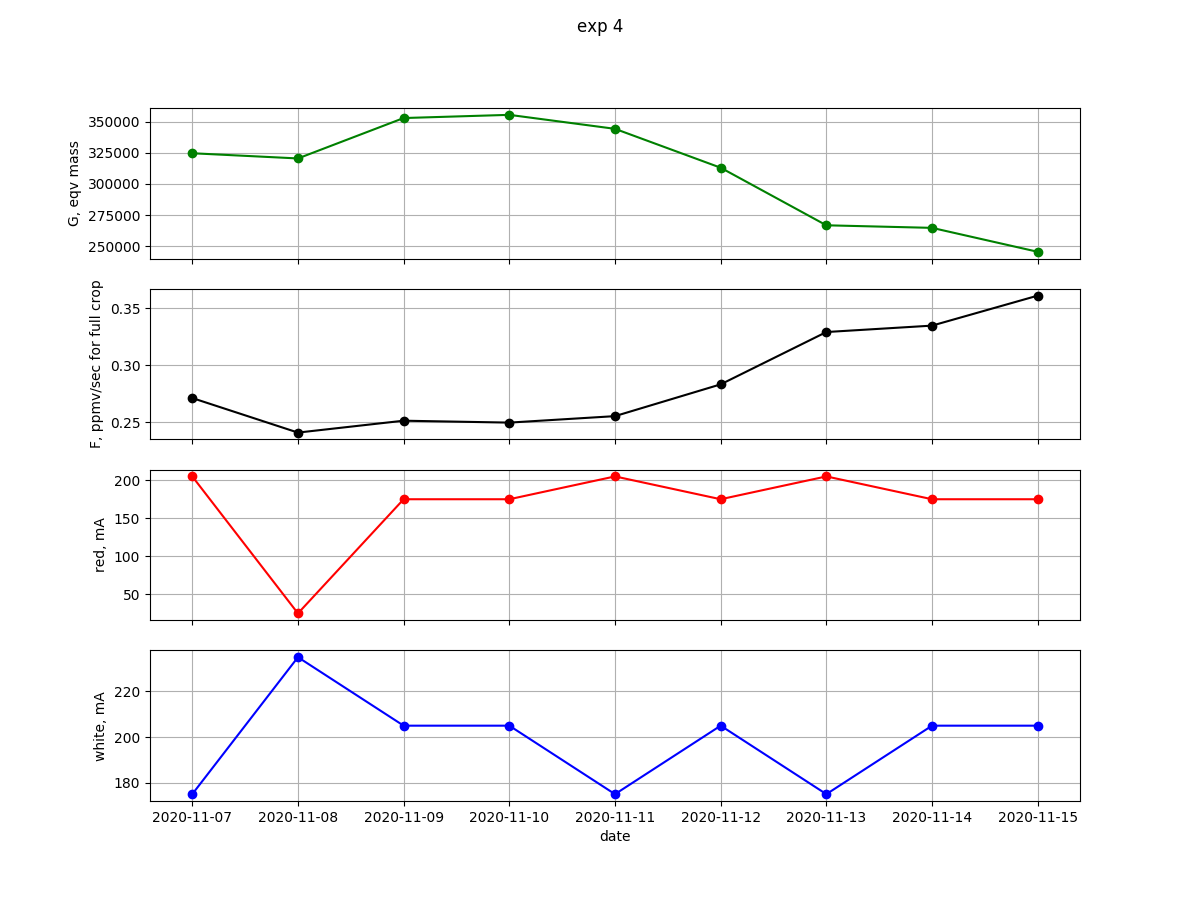 exp 4
G, eqv mass
350000
325000
300000
275000
250000
F, ppmv/sec for full crop
0.35
0.30
0.25
red, mA
200
150
100
50
white, mA
220
200
180
2020-11-07 2020-11-08 2020-11-09 2020-11-10 2020-11-11 2020-11-12 2020-11-13 2020-11-14 2020-11-15
date